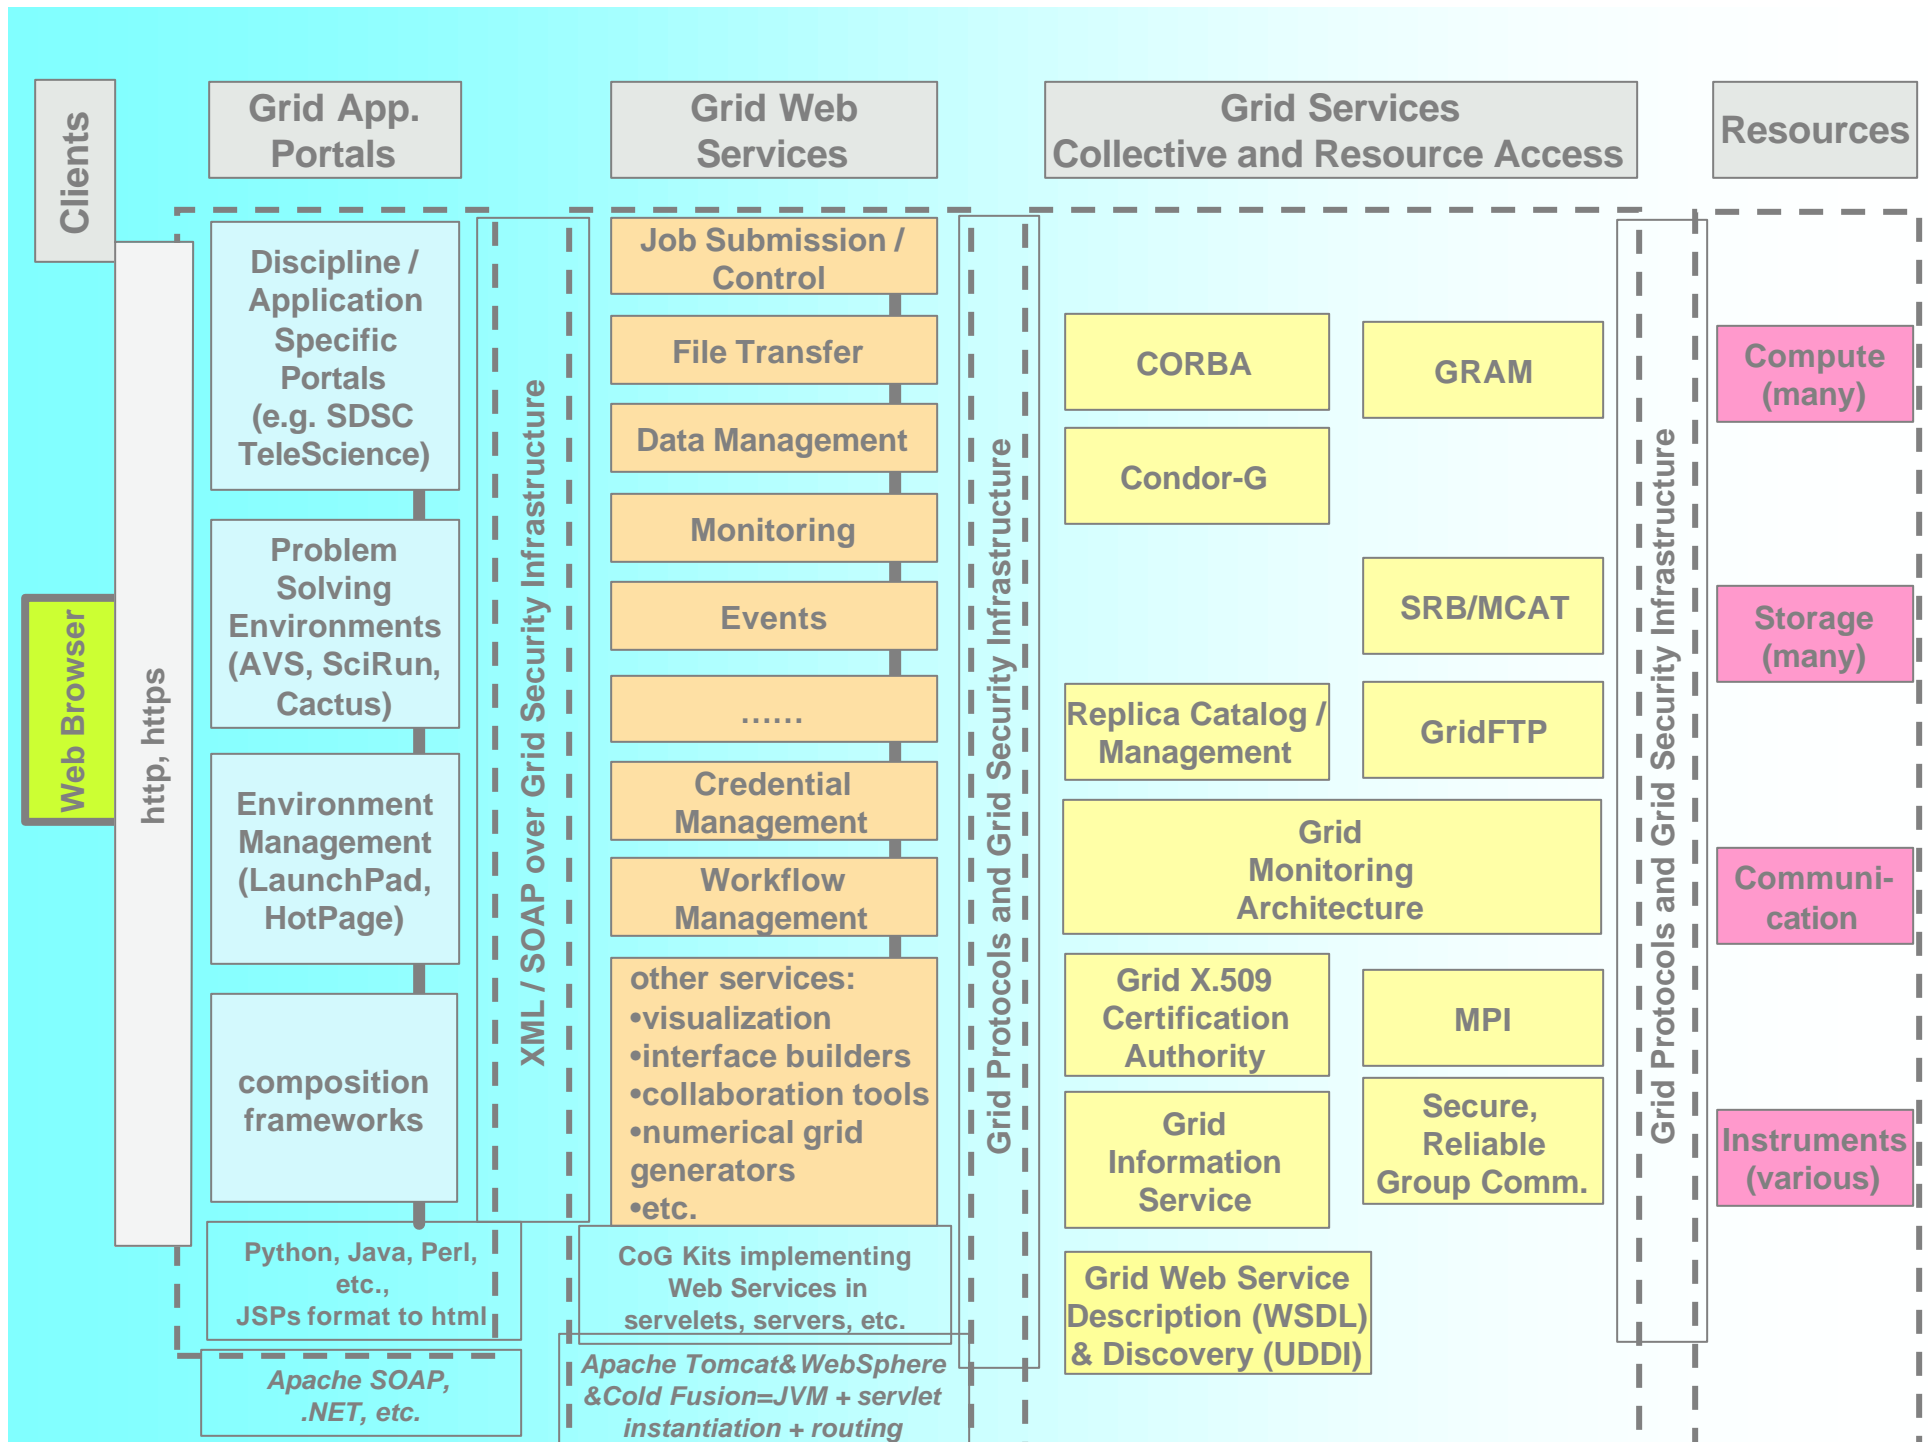 Clients
Grid App.
Portals
Grid Web
Services
Grid Services
Collective and Resource Access
Resources
Web Browser
http, https
Discipline /
Application
Specific
Portals
(e.g. SDSC
TeleScience)
Problem
Solving
Environments
(AVS, SciRun,
Cactus)
Environment
Management
(LaunchPad,
HotPage)
composition
frameworks
Python, Java, Perl,
etc.,
JSPs format to html
Apache SOAP,
.NET, etc.
XML / SOAP over Grid Security Infrastructure
Job Submission /
Control
File Transfer
Data Management
Monitoring
Events
……
Credential
Management
Workflow
Management
other services:
•visualization
•interface builders
•collaboration tools
•numerical grid
generators
•etc.
CoG Kits implementing
Web Services in
servelets, servers, etc.
Apache Tomcat&WebSphere
&Cold Fusion=JVM + servlet
instantiation + routing
Grid Protocols and Grid Security Infrastructure
CORBA
GRAM
Condor-G
SRB/MCAT
Replica Catalog /
Management
GridFTP
Grid
Monitoring
Architecture
Grid X.509
Certification
Authority
MPI
Grid
Information
Service
Secure,
Reliable
Group Comm.
Grid Web Service
Description (WSDL)
& Discovery (UDDI)
Grid Protocols and Grid Security Infrastructure
Compute
(many)
Storage
(many)
Communi-
cation
Instruments
(various)